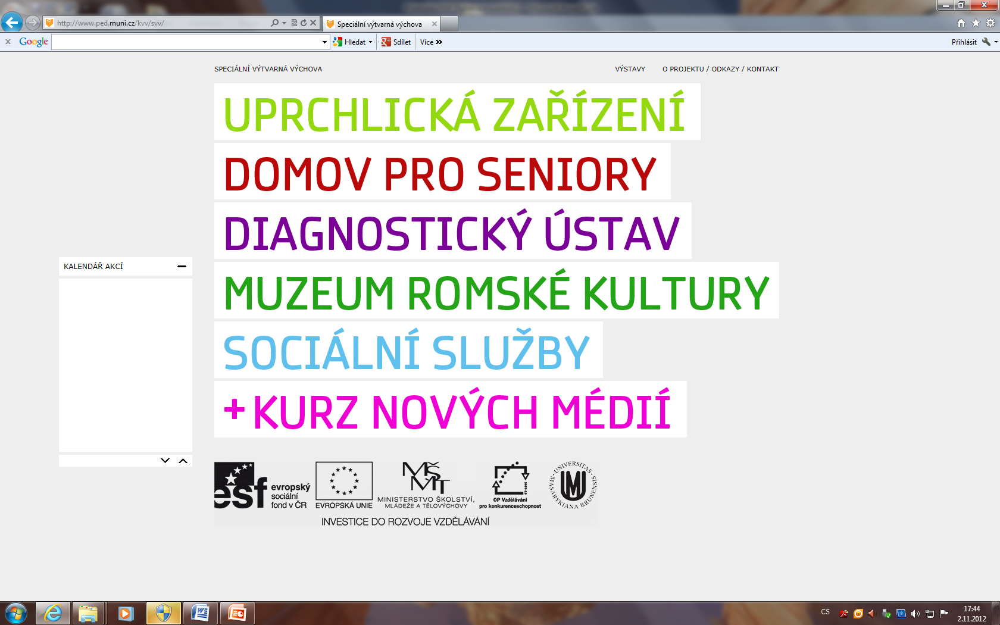 http://www.ped.muni.cz/kvv/svv/
Speciální výtvarná výchova
Google
Hledat
Sdílet
Více
Přihlásit
SPECIÁLNÍ VÝTVARNÁ VÝCHOVA
VÝSTAVY
O PROJEKTU / ODKAZY / KONTAKT
UPRCHLICKÁ ZAŘÍZENÍ
DOMOV PRO SENIORY
DIAGNOSTICKÝ ÚSTAV
MUZEUM ROMSKÉ KULTURY
SOCIÁLNÍ SLUŽBY
+ KURZ NOVÝCH MÉDIÍ
KALENDÁŘ AKCÍ
esf
evropský
sociální
fond v ČR
EVROPSKÁ UNIE
MŠMT
MINISTERSTVO ŠKOLSTVÍ,
MLÁDEŽE A TĚLOVÝCHOVY
2007-13
OP Vzdělávání
pro konkurenceschopnost
UNIVERSITAS MASARYKIANA BRUNENSIS
INVESTICE DO ROZVOJE VZDĚLÁVÁNÍ
CS
17:44
2.11.2012